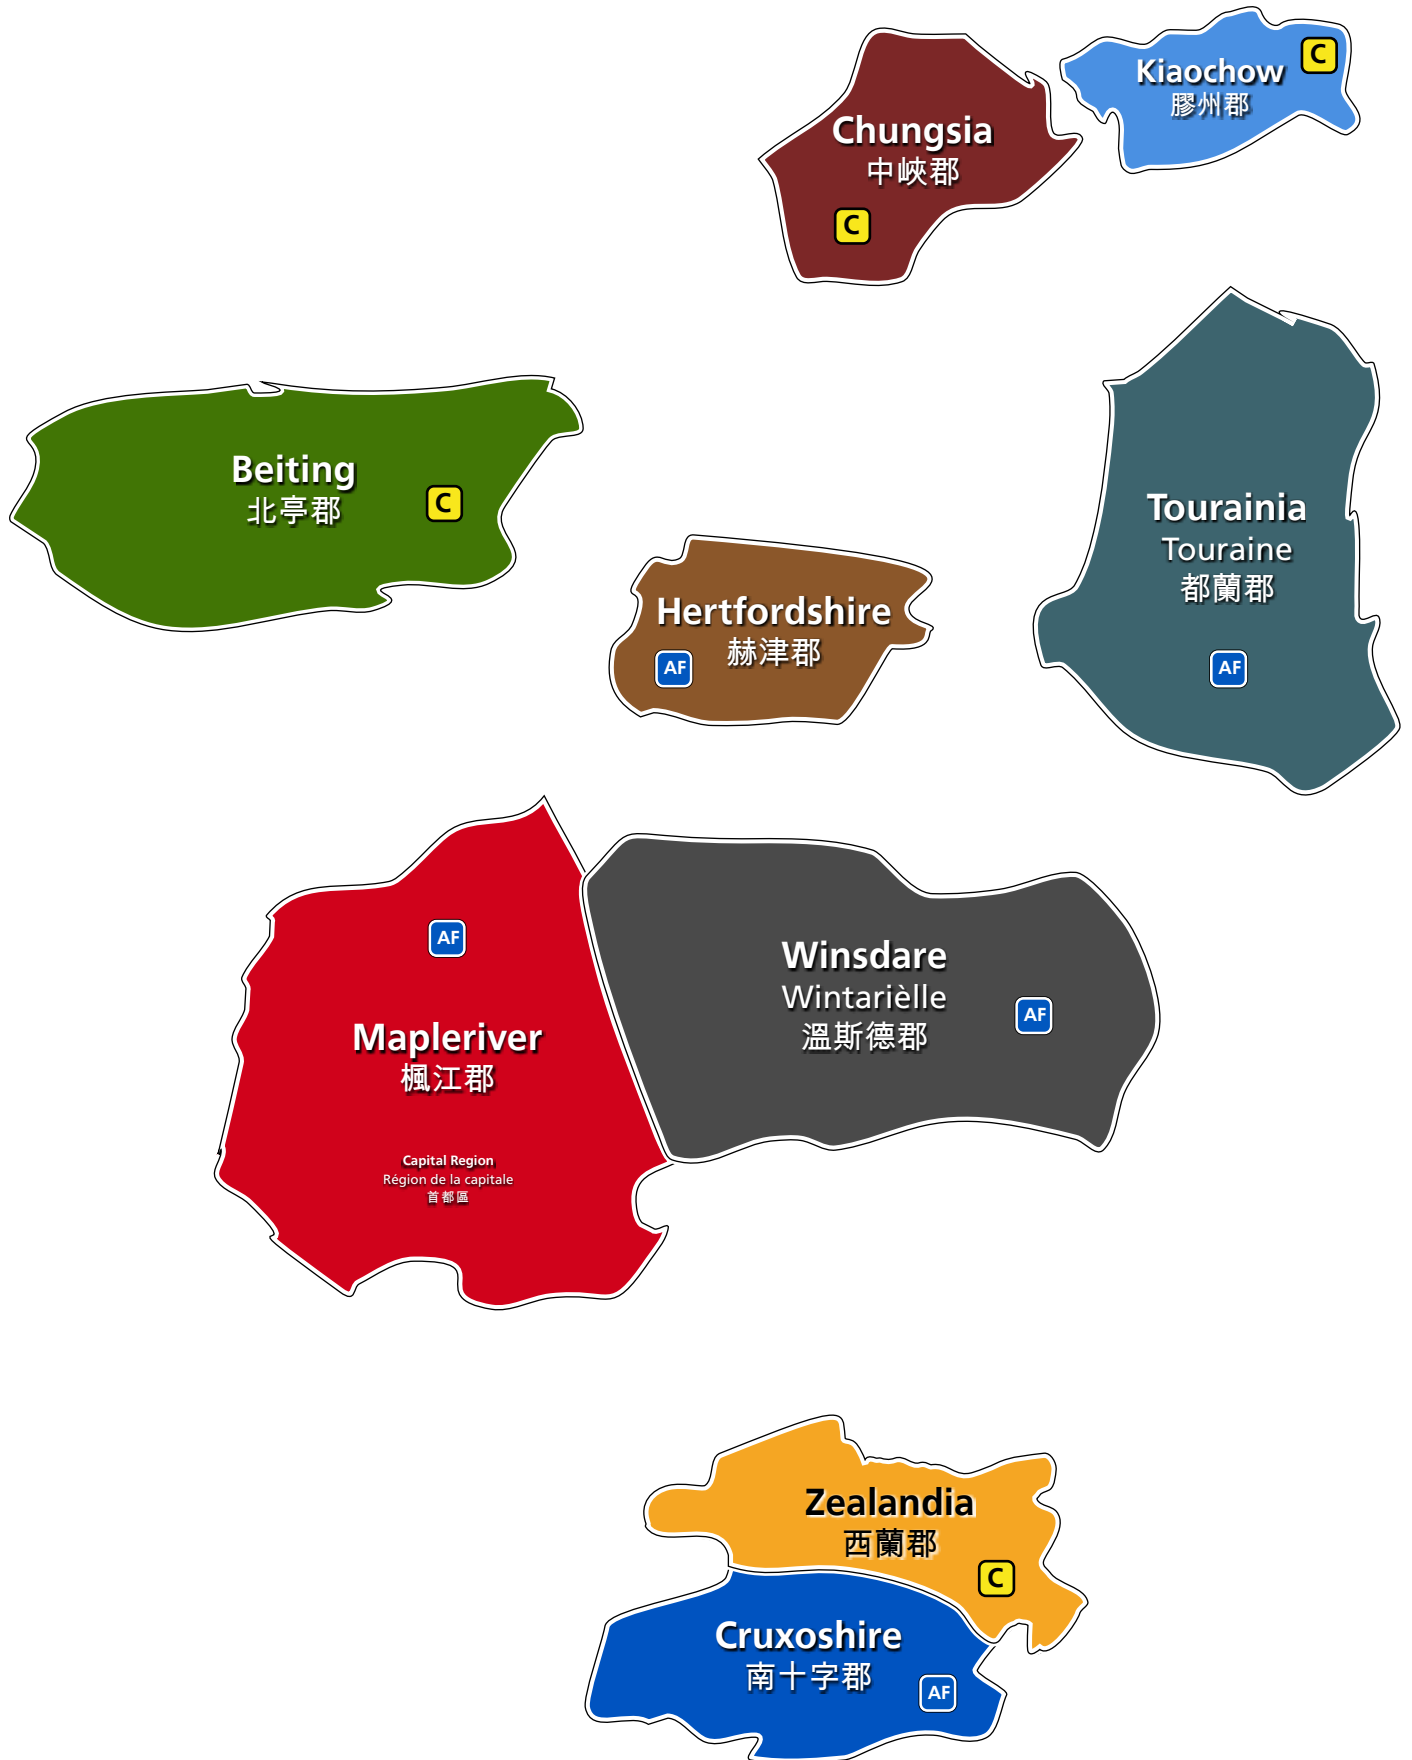 Kiaochow
膠州郡
C
Chungsia
中峽郡
C
Beiting
北亭郡
C
Tourainia
Touraine
都蘭郡
AF
Hertfordshire
赫津郡
AF
Mapleriver
楓江郡
AF
Capital Region
Région de la capitale
首都區
Winsdare
Wintarièlle
溫斯德郡
AF
Zealandia
西蘭郡
C
Cruxoshire
南十字郡
AF